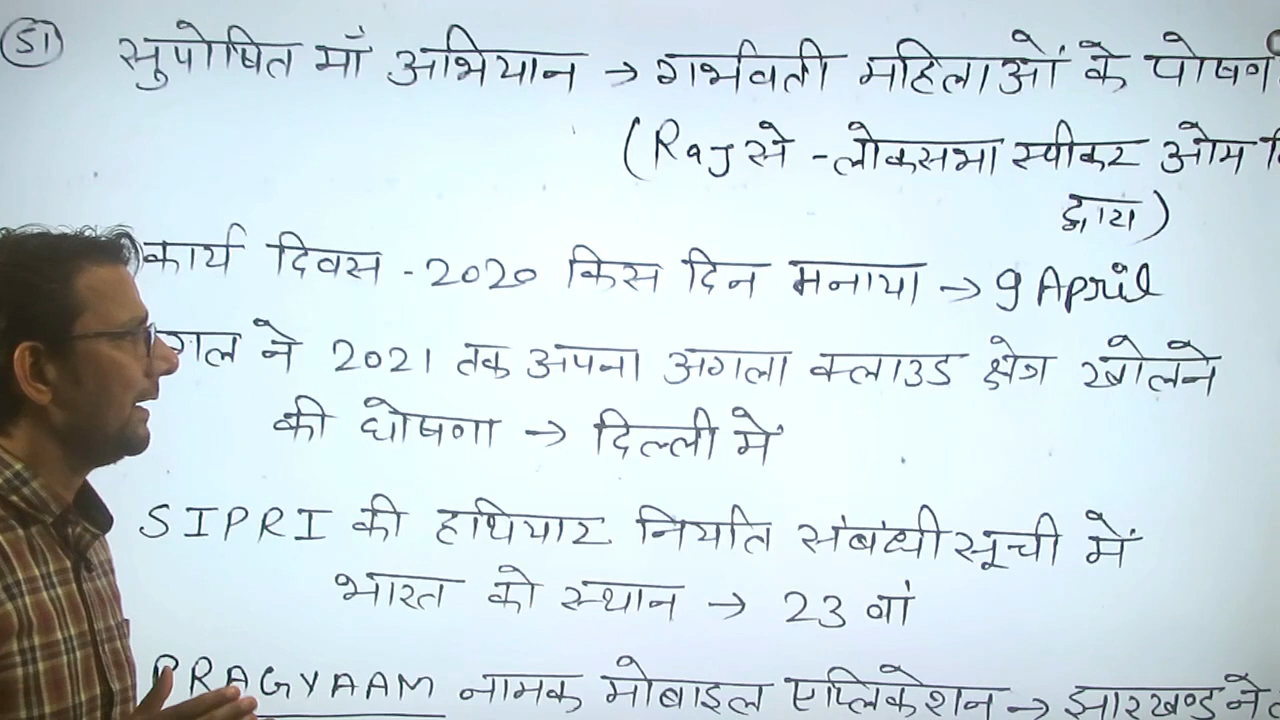 51 सुपोषित माँ अभियान → गर्भवती महिलाओं के पोषण
(Raj से - लोकसभा स्पीकर ओम
द्वारा)
कार्य दिवस - 2020 किस दिन मनाया → 9 April
गल ने 2021 तक अपना अगला क्लाउड क्षेत्र खोलने
की घोषणा → दिल्ली में
SIPRI की हथियार निर्यात संबंधी सूची में
भारत को स्थान → 23 वां
PRAGYAAM नामक मोबाइल एप्लिकेशन → झारखण्ड ने